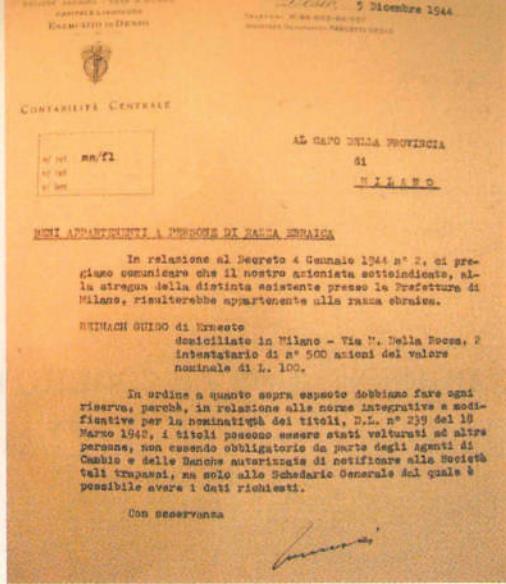 ESERCITATO IN DESIO
5 Dicembre 1944
CONTABILITÀ CENTRALE
AL CAPO DELLA PROVINCIA
di
MILANO
mn/fl
BENI APPARTENENTI A PERSONE DI RAZZA EBRAICA
In relazione al Decreto 4 Gennaio 1944 n° 2, ci pre-
giamo comunicare che il nostro azionista sottoindicato, al-
la stregua della distinta esistente presso la Prefettura di
Milano, risulterebbe appartenente alla razza ebraica.
REINACH GUIDO di Ernesto
domiciliato in Milano - Via M. Della Rocca, 2
intestatario di n° 500 azioni del valore
nominale di L. 100.
In ordine a quanto sopra esposto dobbiamo fare ogni
riserva, perchè, in relazione alle norme integrative e modi-
ficative per la nominatività dei titoli, D.L. n° 239 del 18
Marzo 1942, i titoli possono essere stati volturati ad altre
persone, non essendo obbligatorio da parte degli Agenti di
Cambio e delle Banche autorizzate di notificare alla Società
tali trapassi, ma solo allo Schedario Generale dal quale è
possibile avere i dati richiesti.
Con osservanza